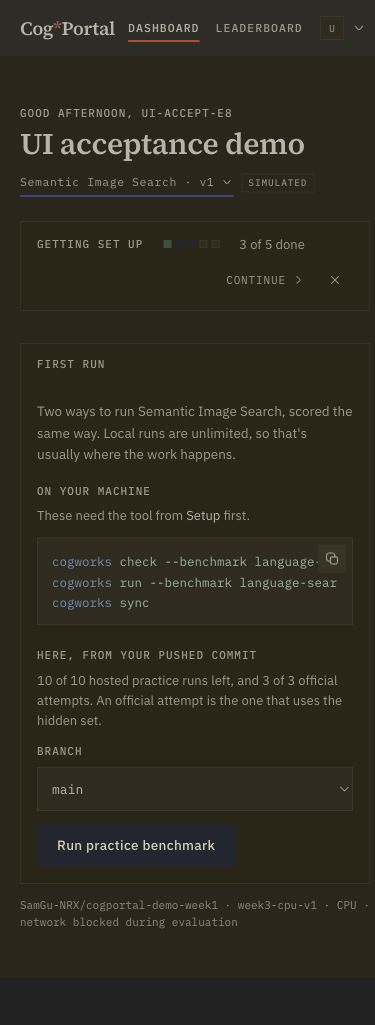 Cog*Portal DASHBOARD LEADERBOARD U
GOOD AFTERNOON, UI-ACCEPT-E8
UI acceptance demo
Semantic Image Search · v1 SIMULATED
GETTING SET UP 3 of 5 done
CONTINUE
FIRST RUN
Two ways to run Semantic Image Search, scored the
same way. Local runs are unlimited, so that's
usually where the work happens.
ON YOUR MACHINE
These need the tool from Setup first.
cogworks check --benchmark language-
cogworks run --benchmark language-sear
cogworks sync
HERE, FROM YOUR PUSHED COMMIT
10 of 10 hosted practice runs left, and 3 of 3 official
attempts. An official attempt is the one that uses the
hidden set.
BRANCH
main
Run practice benchmark
SamGu-NRX/cogportal-demo-week1 · week3-cpu-v1 · CPU ·
network blocked during evaluation